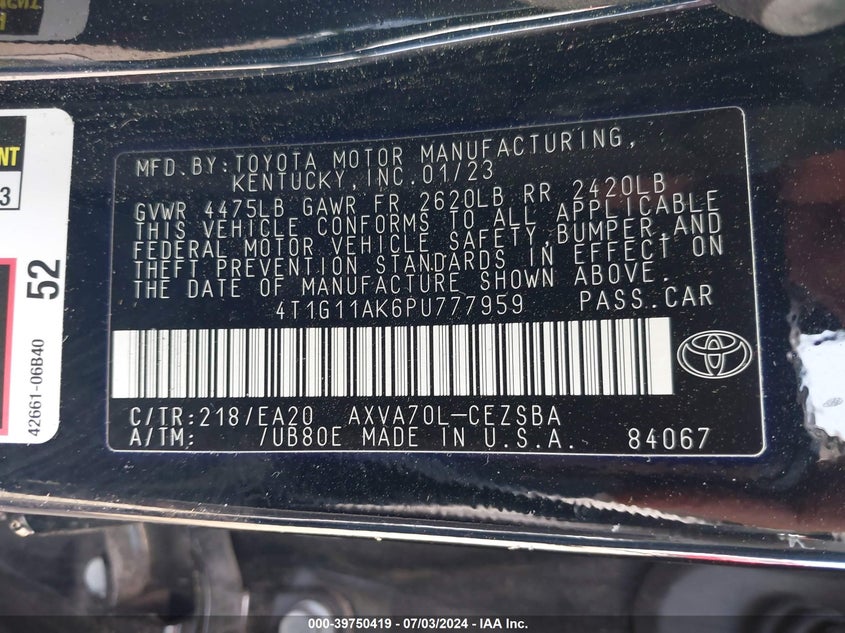 MFD.BY:TOYOTA MOTOR MANUFACTURING,
KENTUCKY,INC.01/23
GVWR 4475LB GAWR FR 2620LB RR 2420LB
THIS VEHICLE CONFORMS TO ALL APPLICABLE
FEDERAL MOTOR VEHICLE SAFETY,BUMPER,AND
THEFT PREVENTION STANDARDS IN EFFECT ON
THE DATE OF MANUFACTURE SHOWN ABOVE.
4T1G11AK6PU777959 PASS.CAR
C/TR:218/EA20 AXVA70L-CEZSBA
A/TM: /UB80E MADE IN U.S.A. 84067
52
42661-06B40
3
000-39750419 - 07/03/2024 - IAA Inc.